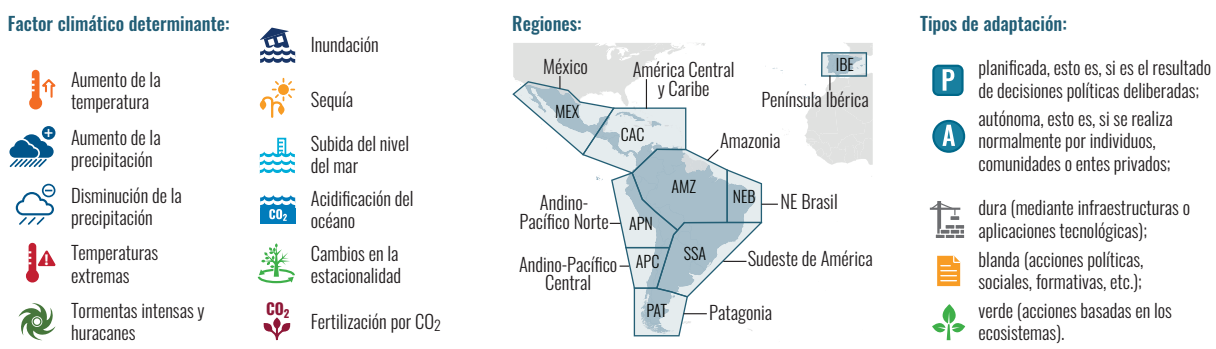 Factor climático determinante:
Aumento de la
temperatura
Aumento de la
precipitación
Disminución de la
precipitación
Temperaturas
extremas
Tormentas intensas y
huracanes
Inundación
Sequía
Subida del nivel
del mar
CO₂
Acidificación del
océano
Cambios en la
estacionalidad
CO₂
Fertilización por CO₂
Regiones:
México
América Central
y Caribe
IBE
Península Ibérica
MEX
CAC
Amazonia
AMZ
NEB
NE Brasil
Andino-
Pacífico Norte
APN
SSA
Sudeste de América
Andino-Pacífico
Central
APC
PAT
Patagonia
Tipos de adaptación:
P
planificada, esto es, si es el resultado
de decisiones políticas deliberadas;
A
autónoma, esto es, si se realiza
normalmente por individuos,
comunidades o entes privados;
dura (mediante infraestructuras o
aplicaciones tecnológicas);
blanda (acciones políticas,
sociales, formativas, etc.);
verde (acciones basadas en los
ecosistemas).